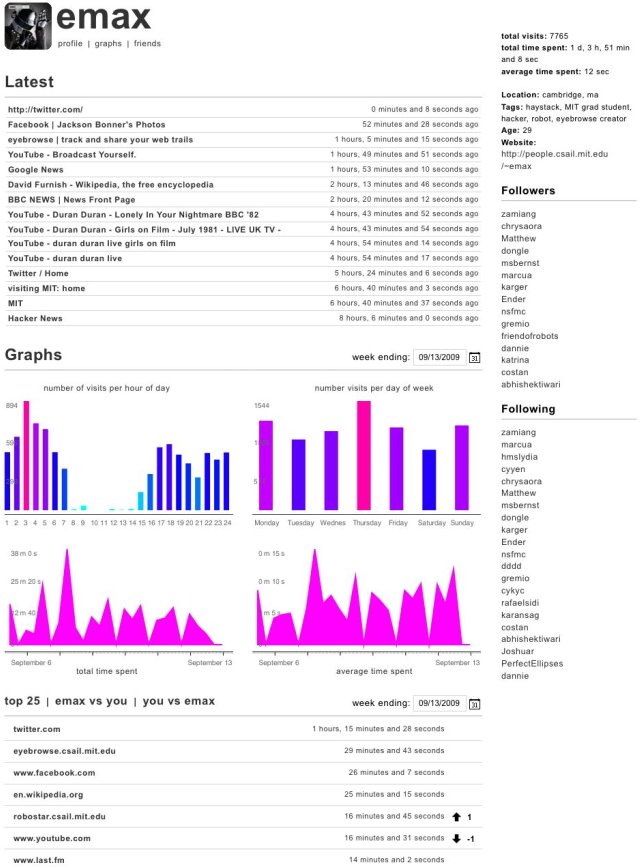 emax
profile | graphs | friends
Latest
http://twitter.com/ 0 minutes and 8 seconds ago
Facebook | Jackson Bonner's Photos 52 minutes and 28 seconds ago
eyebrowse | track and share your web trails 1 hours, 5 minutes and 15 seconds ago
YouTube - Broadcast Yourself. 1 hours, 49 minutes and 51 seconds ago
Google News 1 hours, 53 minutes and 10 seconds ago
David Furnish - Wikipedia, the free encyclopedia 2 hours, 13 minutes and 46 seconds ago
BBC NEWS | News Front Page 2 hours, 20 minutes and 12 seconds ago
YouTube - Duran Duran - Lonely In Your Nightmare BBC '82 4 hours, 43 minutes and 52 seconds ago
YouTube - Duran Duran - Girls on Film - July 1981 - LIVE UK TV - 4 hours, 43 minutes and 54 seconds ago
YouTube - duran duran live girls on film 4 hours, 54 minutes and 14 seconds ago
YouTube - duran duran live 4 hours, 54 minutes and 17 seconds ago
Twitter / Home 5 hours, 24 minutes and 6 seconds ago
visiting MIT: home 6 hours, 40 minutes and 3 seconds ago
MIT 6 hours, 40 minutes and 37 seconds ago
Hacker News 8 hours, 6 minutes and 0 seconds ago
Graphs week ending: 09/13/2009 31
number of visits per hour of day
894
1 2 3 4 5 6 7 8 9 10 11 12 13 14 15 16 17 18 19 20 21 22 23 24
number visits per day of week
1544
Monday Tuesday Wednes Thursday Friday Saturday Sunday
38 m 0 s
25 m 20 s
12 m 40 s
September 6 September 13
total time spent
0 m 15 s
0 m 10 s
0 m 5 s
September 6 September 13
average time spent
top 25 | emax vs you | you vs emax week ending: 09/13/2009 31
twitter.com 1 hours, 15 minutes and 28 seconds
eyebrowse.csail.mit.edu 29 minutes and 43 seconds
www.facebook.com 26 minutes and 7 seconds
en.wikipedia.org 25 minutes and 15 seconds
robostar.csail.mit.edu 16 minutes and 45 seconds 1
www.youtube.com 16 minutes and 31 seconds -1
www.last.fm 14 minutes and 2 seconds
total visits: 7765
total time spent: 1 d, 3 h, 51 min
and 8 sec
average time spent: 12 sec
Location: cambridge, ma
Tags: haystack, MIT grad student,
hacker, robot, eyebrowse creator
Age: 29
Website:
http://people.csail.mit.edu
/~emax
Followers
zamiang
chrysaora
Matthew
dongle
msbernst
marcua
karger
Ender
nsfmc
gremio
friendofrobots
dannie
katrina
costan
abhishektiwari
Following
zamiang
marcua
hmslydia
cyyen
chrysaora
Matthew
msbernst
dongle
karger
Ender
nsfmc
dddd
gremio
cykyc
rafaelsidi
karansag
costan
abhishektiwari
Joshuar
PerfectEllipses
dannie